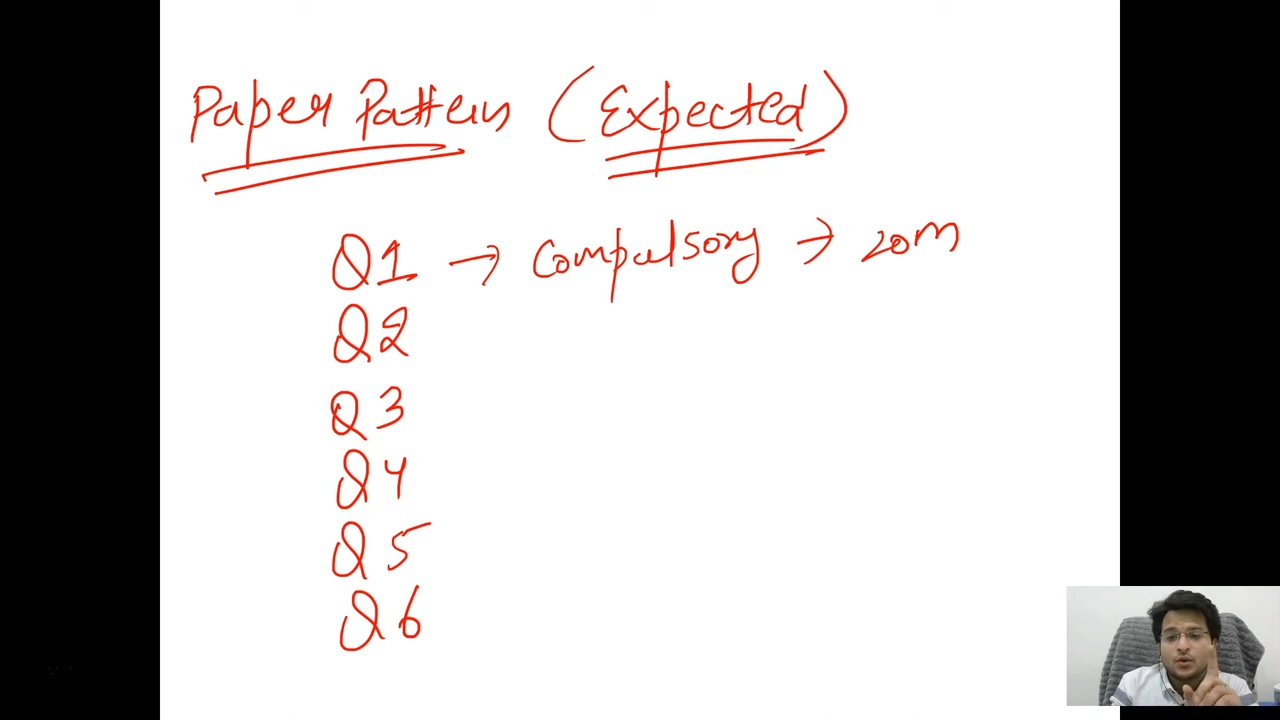 Paper Pattern (Expected)
Q1 → Compulsory → 20M
Q2
Q3
Q4
Q5
Q6